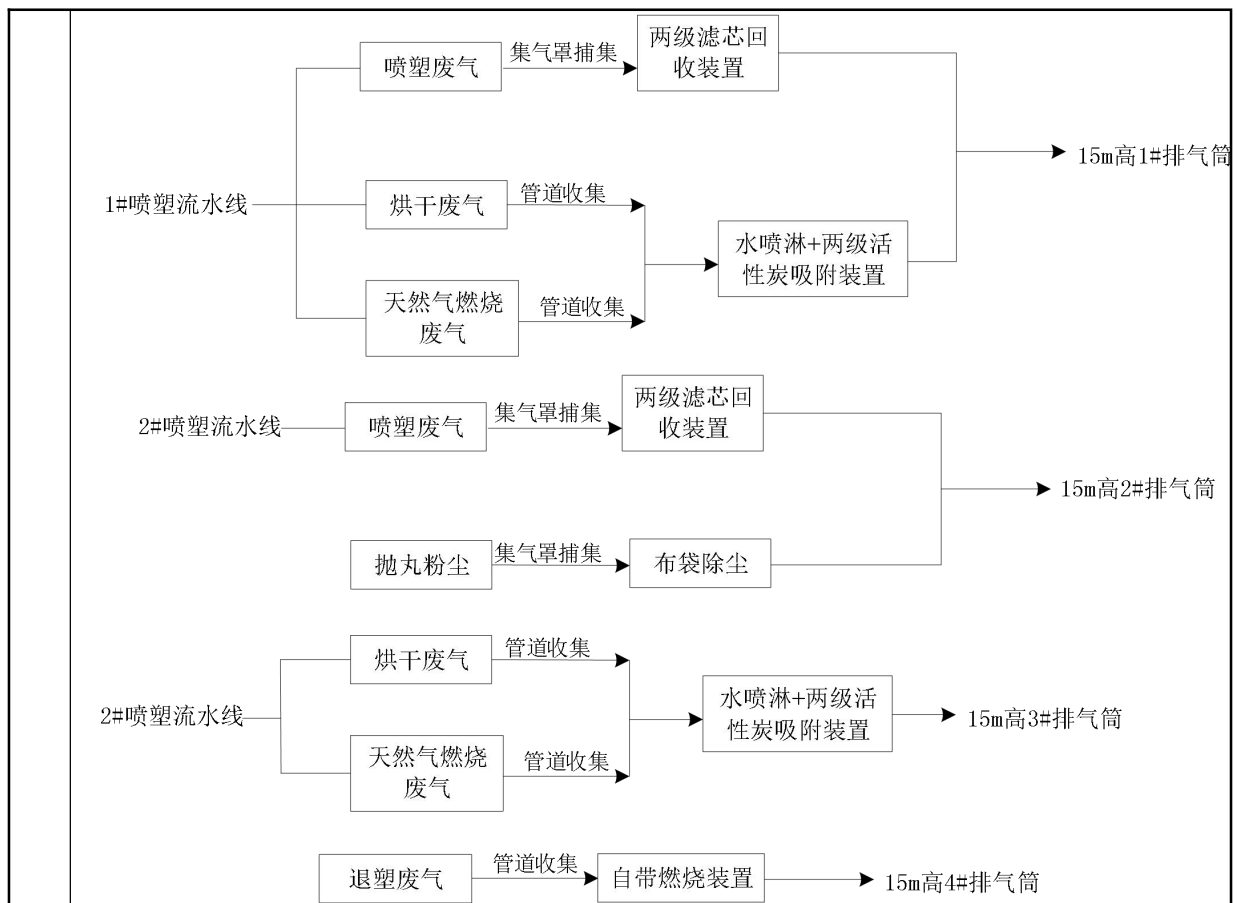 喷塑废气
集气罩捕集
两级滤芯回
收装置
15m高1#排气筒
1#喷塑流水线
烘干废气
管道收集
水喷淋+两级活
性炭吸附装置
天然气燃烧
废气
管道收集
2#喷塑流水线
喷塑废气
集气罩捕集
两级滤芯回
收装置
15m高2#排气筒
抛丸粉尘
集气罩捕集
布袋除尘
2#喷塑流水线
烘干废气
管道收集
水喷淋+两级活
性炭吸附装置
15m高3#排气筒
天然气燃烧
废气
管道收集
退塑废气
管道收集
自带燃烧装置
15m高4#排气筒